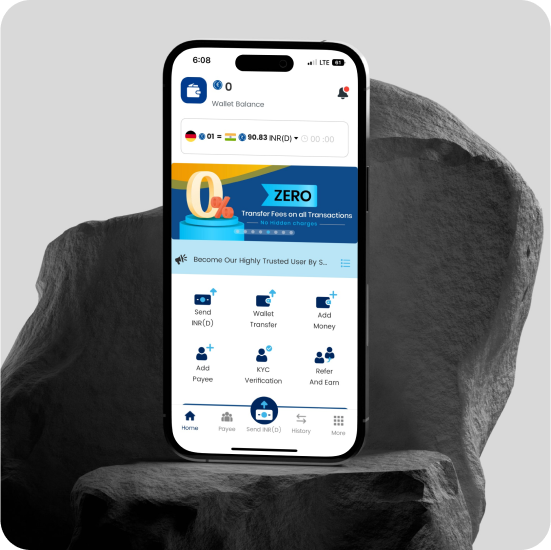 6:08
LTE 61
0
Wallet Balance
01 = 90.83 INR(D) 00 :00
0%
ZERO
Transfer Fees on all Transactions
No hidden charges
Become Our Highly Trusted User By S...
Send
INR(D)
Wallet
Transfer
Add
Money
Add
Payee
KYC
Verification
Refer
And Earn
Home
Payee
Send INR(D)
History
More